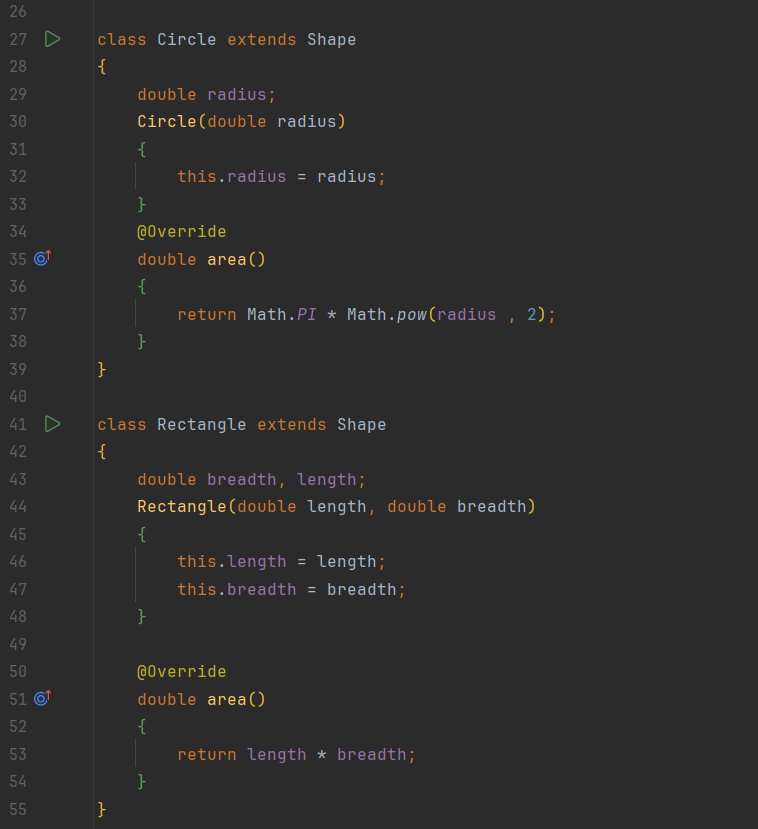 26
27 class Circle extends Shape
28 {
29     double radius;
30     Circle(double radius)
31     {
32         this.radius = radius;
33     }
34     @Override
35     double area()
36     {
37         return Math.PI * Math.pow(radius , 2);
38     }
39 }
40
41 class Rectangle extends Shape
42 {
43     double breadth, length;
44     Rectangle(double length, double breadth)
45     {
46         this.length = length;
47         this.breadth = breadth;
48     }
49
50     @Override
51     double area()
52     {
53         return length * breadth;
54     }
55 }